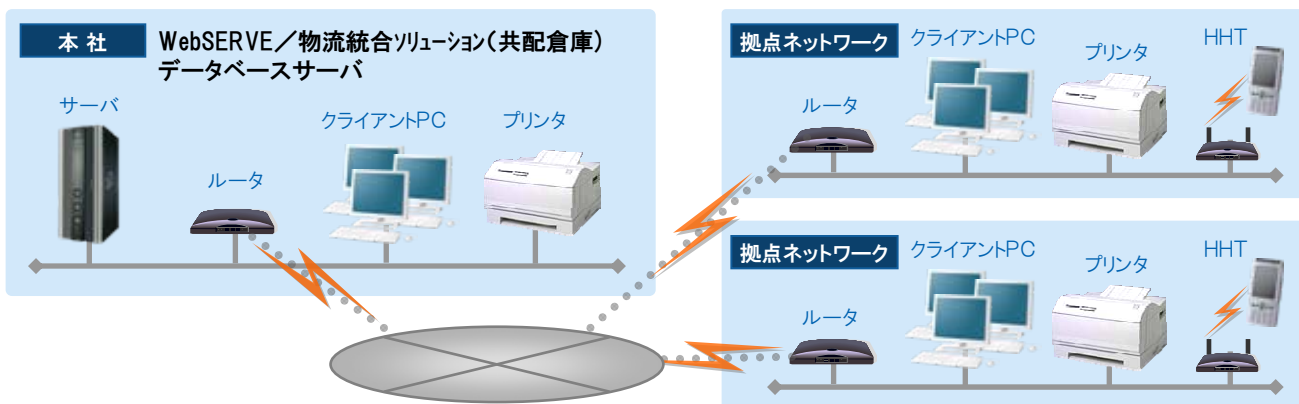 本 社
WebSERVE／物流統合ソリューション（共配倉庫）
データベースサーバ
サーバ
ルータ
クライアントPC
プリンタ
拠点ネットワーク
ルータ
クライアントPC
プリンタ
HHT
拠点ネットワーク
ルータ
クライアントPC
プリンタ
HHT